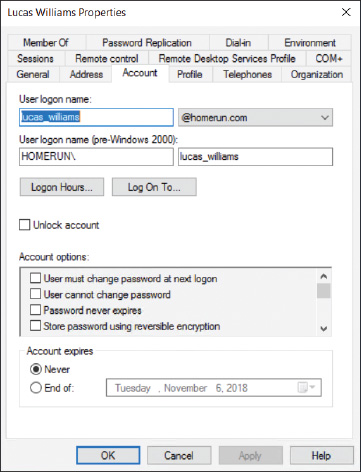 Lucas Williams Properties
Member Of Password Replication Dial-in Environment
Sessions Remote control Remote Desktop Services Profile COM+
General Address Account Profile Telephones Organization
User logon name:
lucas_williams @homerun.com
User logon name (pre-Windows 2000):
HOMERUN\ lucas_williams
Logon Hours... Log On To...
Unlock account
Account options:
User must change password at next logon
User cannot change password
Password never expires
Store password using reversible encryption
Account expires
Never
End of: Tuesday , November 6, 2018
OK Cancel Apply Help